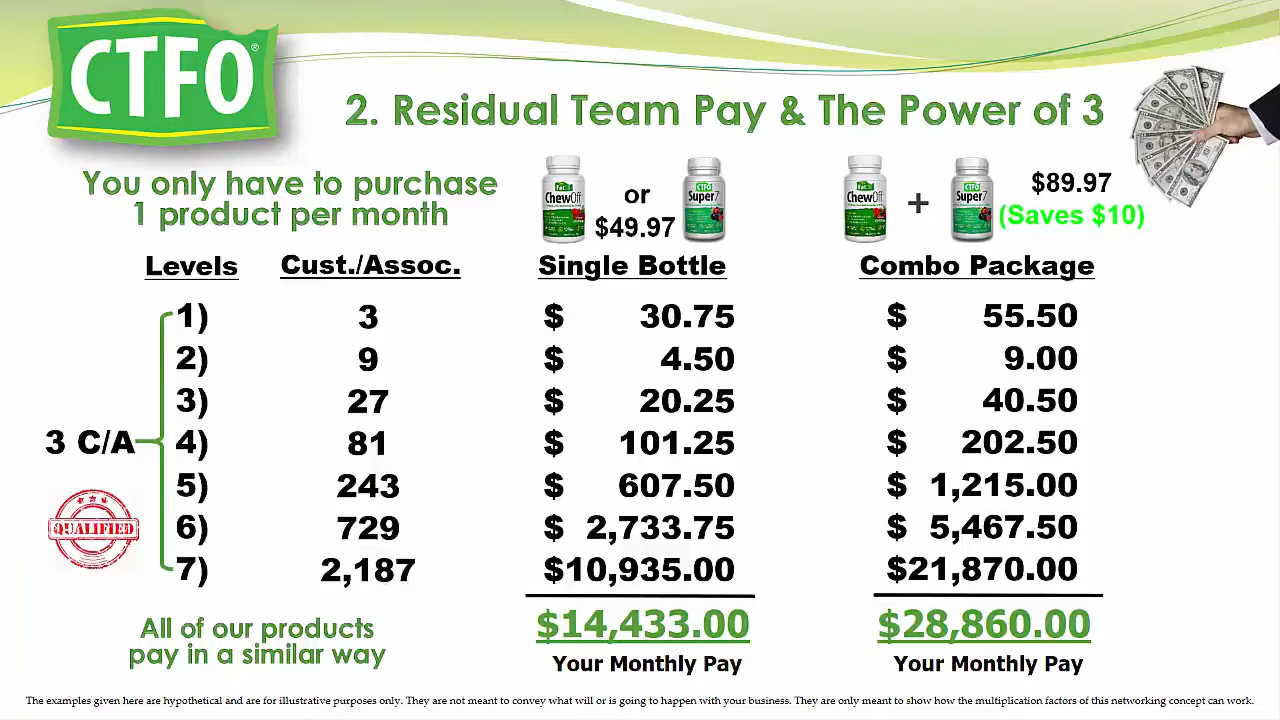 CTFO®
2. Residual Team Pay & The Power of 3
You only have to purchase
1 product per month
Fat
ChewOff
or
$49.97
CTFO
Super7
Fat
ChewOff
+
CTFO
Super7
$89.97
(Saves $10)
Levels Cust./Assoc. Single Bottle Combo Package
1) 3 $ 30.75 $ 55.50
2) 9 $ 4.50 $ 9.00
3) 27 $ 20.25 $ 40.50
3 C/A 4) 81 $ 101.25 $ 202.50
5) 243 $ 607.50 $ 1,215.00
QUALIFIED 6) 729 $ 2,733.75 $ 5,467.50
7) 2,187 $10,935.00 $21,870.00
$14,433.00 $28,860.00
Your Monthly Pay Your Monthly Pay
All of our products
pay in a similar way
The examples given here are hypothetical and are for illustrative purposes only. They are not meant to convey what will or is going to happen with your business. They are only meant to show how the multiplication factors of this networking concept can work.